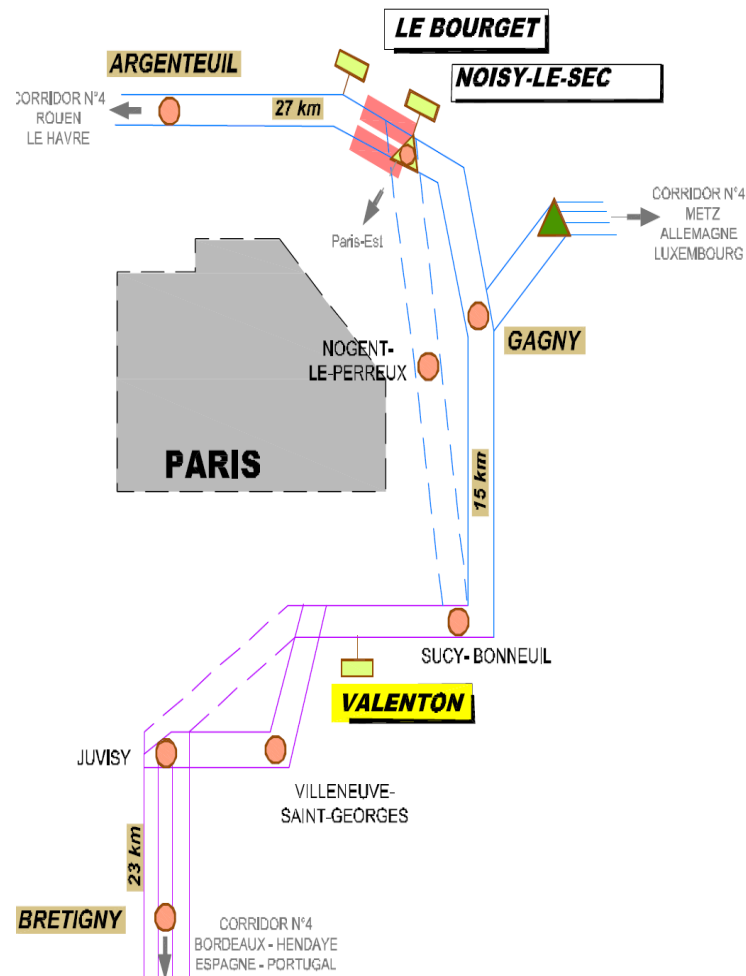 LE BOURGET
ARGENTEUIL
NOISY-LE-SEC
CORRIDOR N°4
ROUEN
LE HAVRE
27 km
CORRIDOR N°4
METZ
ALLEMAGNE
LUXEMBOURG
Paris-Est
GAGNY
NOGENT-
LE-PERREUX
PARIS
15 km
SUCY- BONNEUIL
VALENTON
JUVISY
VILLENEUVE-
SAINT-GEORGES
23 km
BRETIGNY
CORRIDOR N°4
BORDEAUX - HENDAYE
ESPAGNE - PORTUGAL